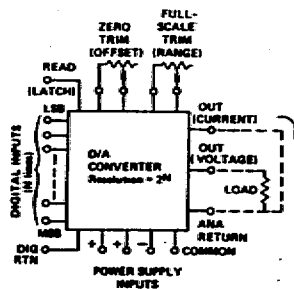 ZERO
TRIM
(OFFSET)
FULL-
SCALE
TRIM
(RANGE)
READ
(LATCH)
LSB
DIGITAL INPUTS
(N lines)
MSB
DIG
RTN
D/A
CONVERTER
Resolution = 2N
OUT
(CURRENT)
OUT
(VOLTAGE)
LOAD
ANA
RETURN
+ + −
COMMON
POWER SUPPLY
INPUTS